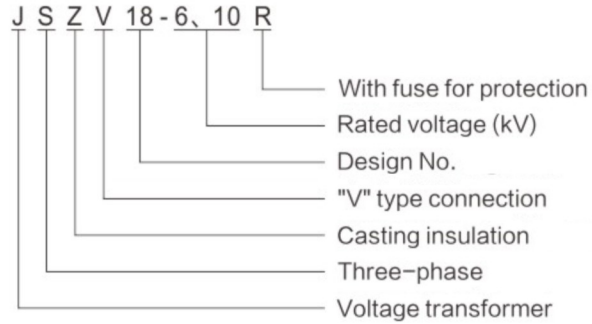 J S Z V 18 - 6、10 R
With fuse for protection
Rated voltage (kV)
Design No.
"V" type connection
Casting insulation
Three-phase
Voltage transformer